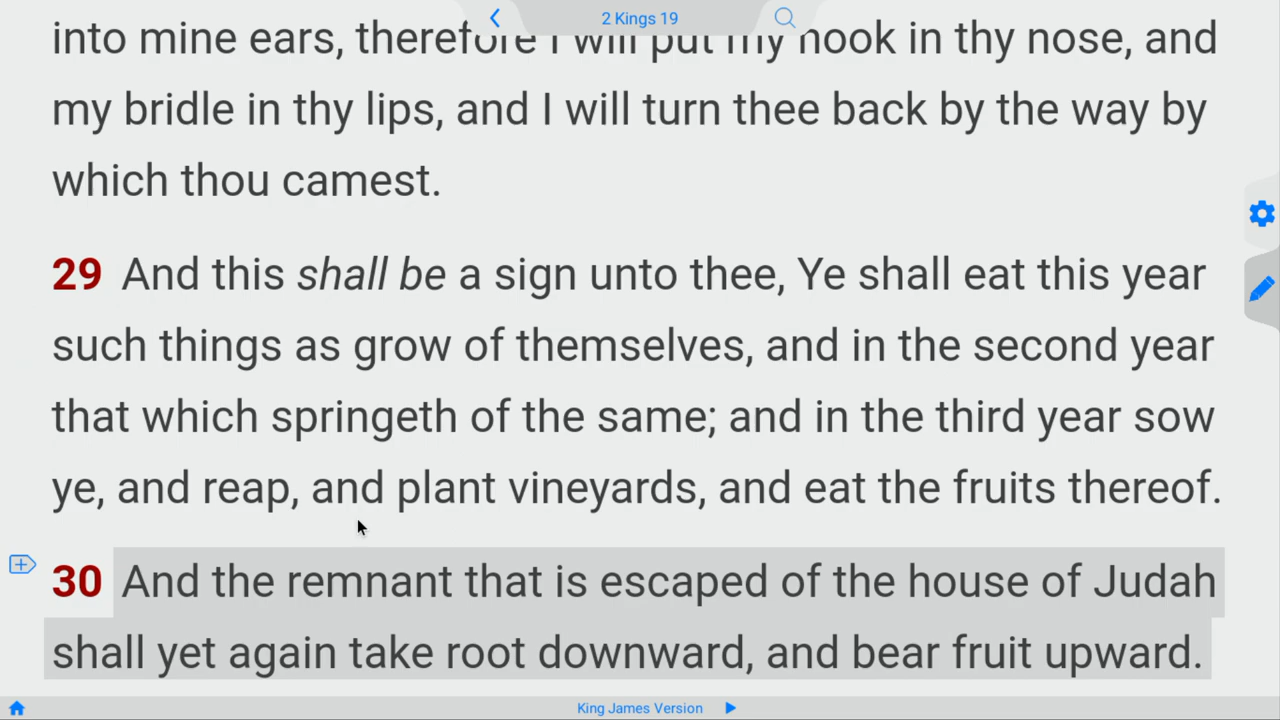 2 Kings 19
into mine ears, therefore I will put my hook in thy nose, and
my bridle in thy lips, and I will turn thee back by the way by
which thou camest.
29 And this shall be a sign unto thee, Ye shall eat this year
such things as grow of themselves, and in the second year
that which springeth of the same; and in the third year sow
ye, and reap, and plant vineyards, and eat the fruits thereof.
30 And the remnant that is escaped of the house of Judah
shall yet again take root downward, and bear fruit upward.
King James Version